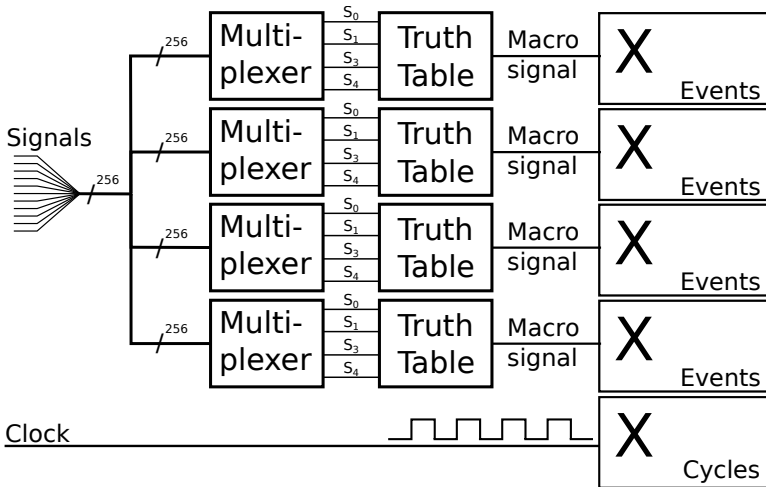 256
Multi-
plexer
S0
S1
S3
S4
Truth
Table
Macro
signal
X
Events
Signals
256
256
Multi-
plexer
S0
S1
S3
S4
Truth
Table
Macro
signal
X
Events
256
Multi-
plexer
S0
S1
S3
S4
Truth
Table
Macro
signal
X
Events
256
Multi-
plexer
S0
S1
S3
S4
Truth
Table
Macro
signal
X
Events
Clock
X
Cycles